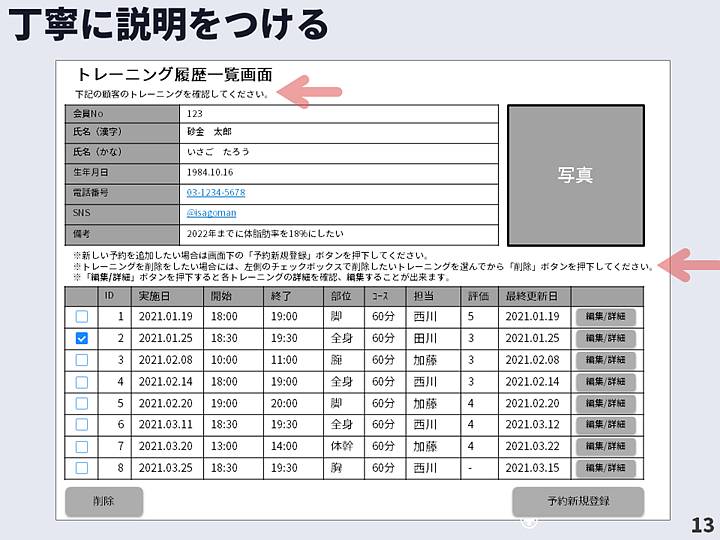 丁寧に説明をつける
トレーニング履歴一覧画面
下記の顧客のトレーニングを確認してください。
会員No 123
氏名（漢字） 砂金　太郎
氏名（かな） いさご　たろう
生年月日 1984.10.16
電話番号 03-1234-5678
SNS @isagoman
備考 2022年までに体脂肪率を18%にしたい
写真
※新しい予約を追加したい場合は画面下の「予約新規登録」ボタンを押下してください。
※トレーニングを削除をしたい場合には、左側のチェックボックスで削除したいトレーニングを選んでから「削除」ボタンを押下してください。
※「編集/詳細」ボタンを押下すると各トレーニングの詳細を確認、編集することが出来ます。
ID 実施日 開始 終了 部位 ｺｰｽ 担当 評価 最終更新日
1 2021.01.19 18:00 19:00 脚 60分 西川 5 2021.01.19 編集/詳細
2 2021.01.25 18:30 19:30 全身 60分 田川 3 2021.01.25 編集/詳細
3 2021.02.08 10:00 11:00 腕 60分 加藤 3 2021.02.08 編集/詳細
4 2021.02.14 18:00 19:00 全身 60分 西川 3 2021.02.14 編集/詳細
5 2021.02.20 19:00 20:00 脚 60分 加藤 4 2021.02.20 編集/詳細
6 2021.03.11 18:30 19:30 全身 60分 西川 4 2021.03.12 編集/詳細
7 2021.03.20 13:00 14:00 体幹 60分 加藤 4 2021.03.22 編集/詳細
8 2021.03.25 18:30 19:30 胸 60分 西川 - 2021.03.15 編集/詳細
削除 予約新規登録
13